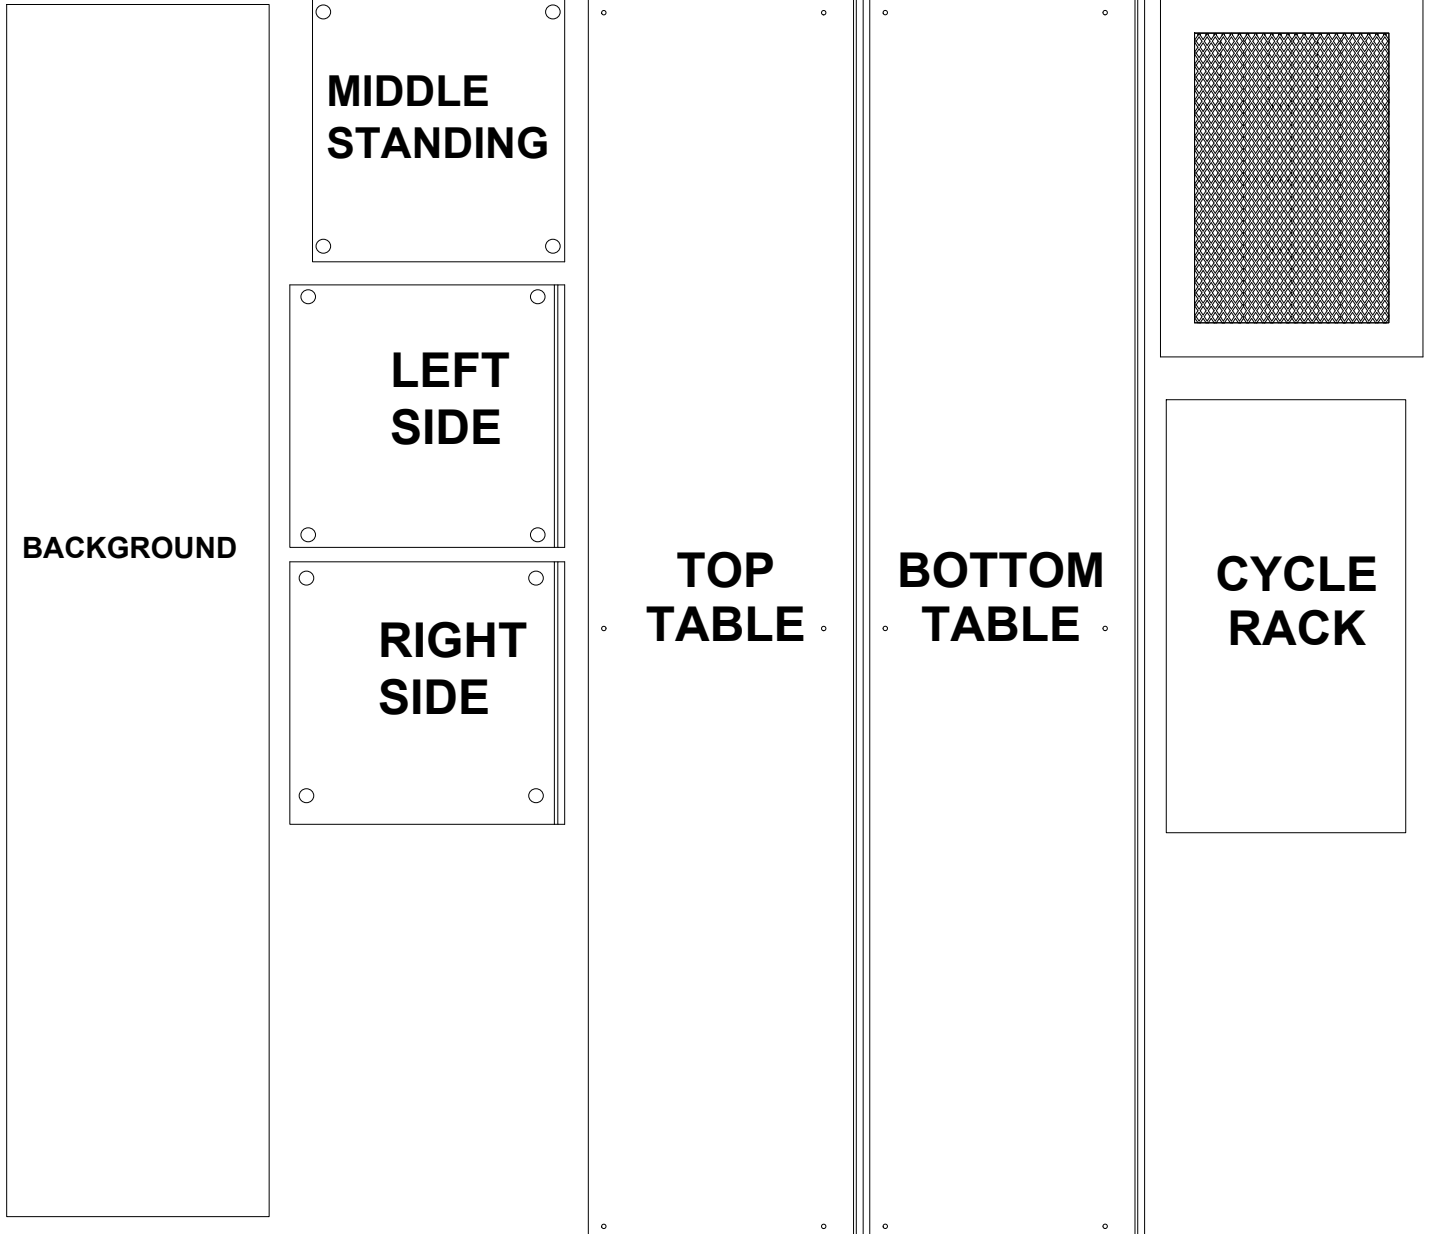 MIDDLE
STANDING
LEFT
SIDE
BACKGROUND
RIGHT
SIDE
TOP
TABLE
BOTTOM
TABLE
CYCLE
RACK